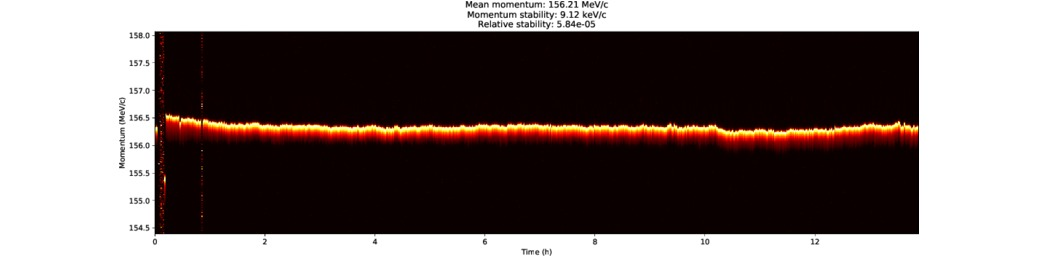 Mean momentum: 156.21 MeV/c
Momentum stability: 9.12 keV/c
Relative stability: 5.84e-05
158.0
157.5
157.0
156.5
156.0
155.5
155.0
154.5
Momentum (MeV/c)
0 2 4 6 8 10 12
Time (h)